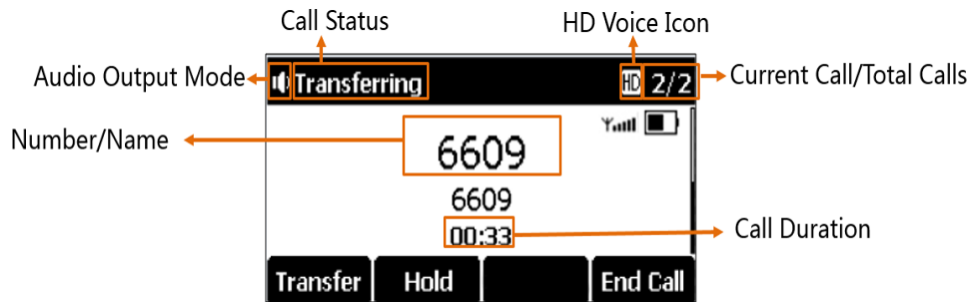 Call Status HD Voice Icon
Audio Output Mode Transferring HD 2/2 Current Call/Total Calls
Number/Name 6609
6609
00:33 Call Duration
Transfer Hold End Call